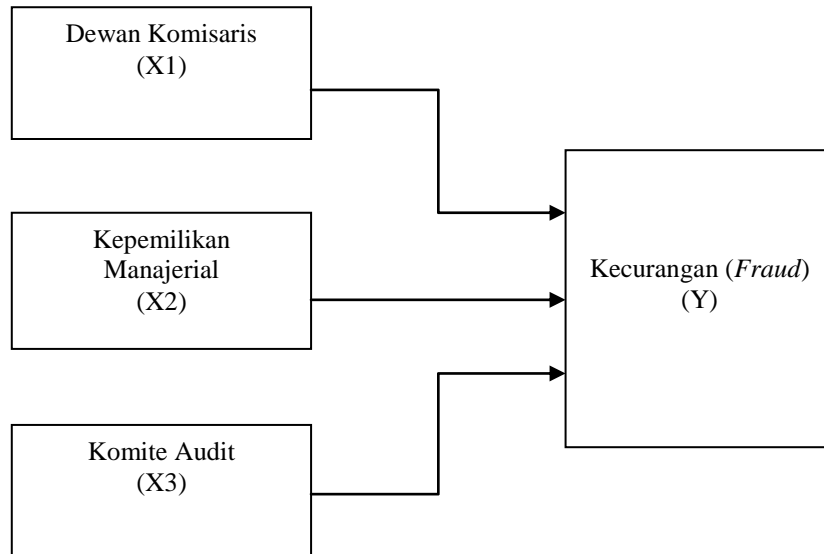 Dewan Komisaris
(X1)
Kepemilikan
Manajerial
(X2)
Komite Audit
(X3)
Kecurangan (Fraud)
(Y)